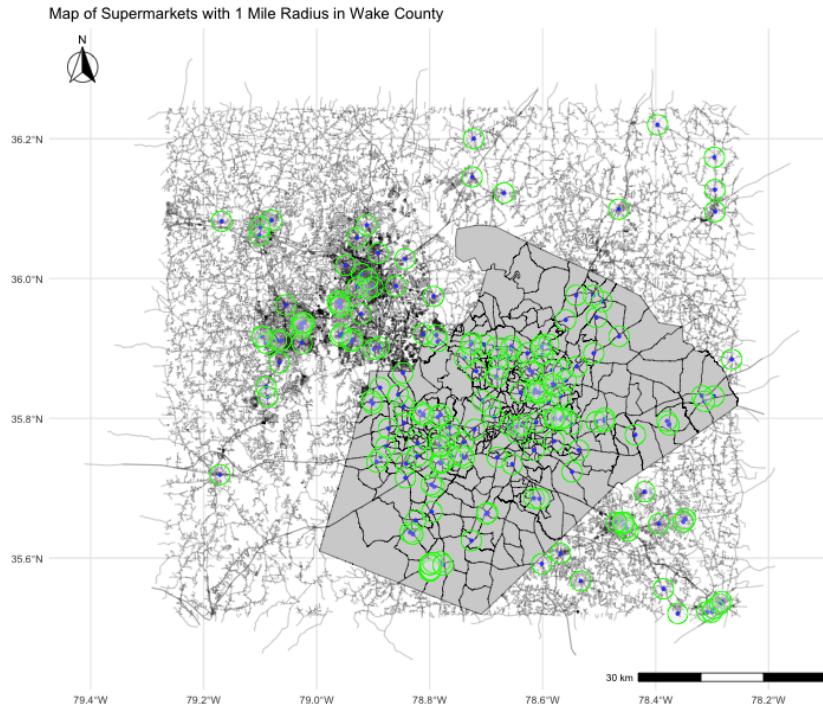 Map of Supermarkets with 1 Mile Radius in Wake County
N
36.2°N
36.0°N
35.8°N
35.6°N
30 km
79.4°W 79.2°W 79.0°W 78.8°W 78.6°W 78.4°W 78.2°W